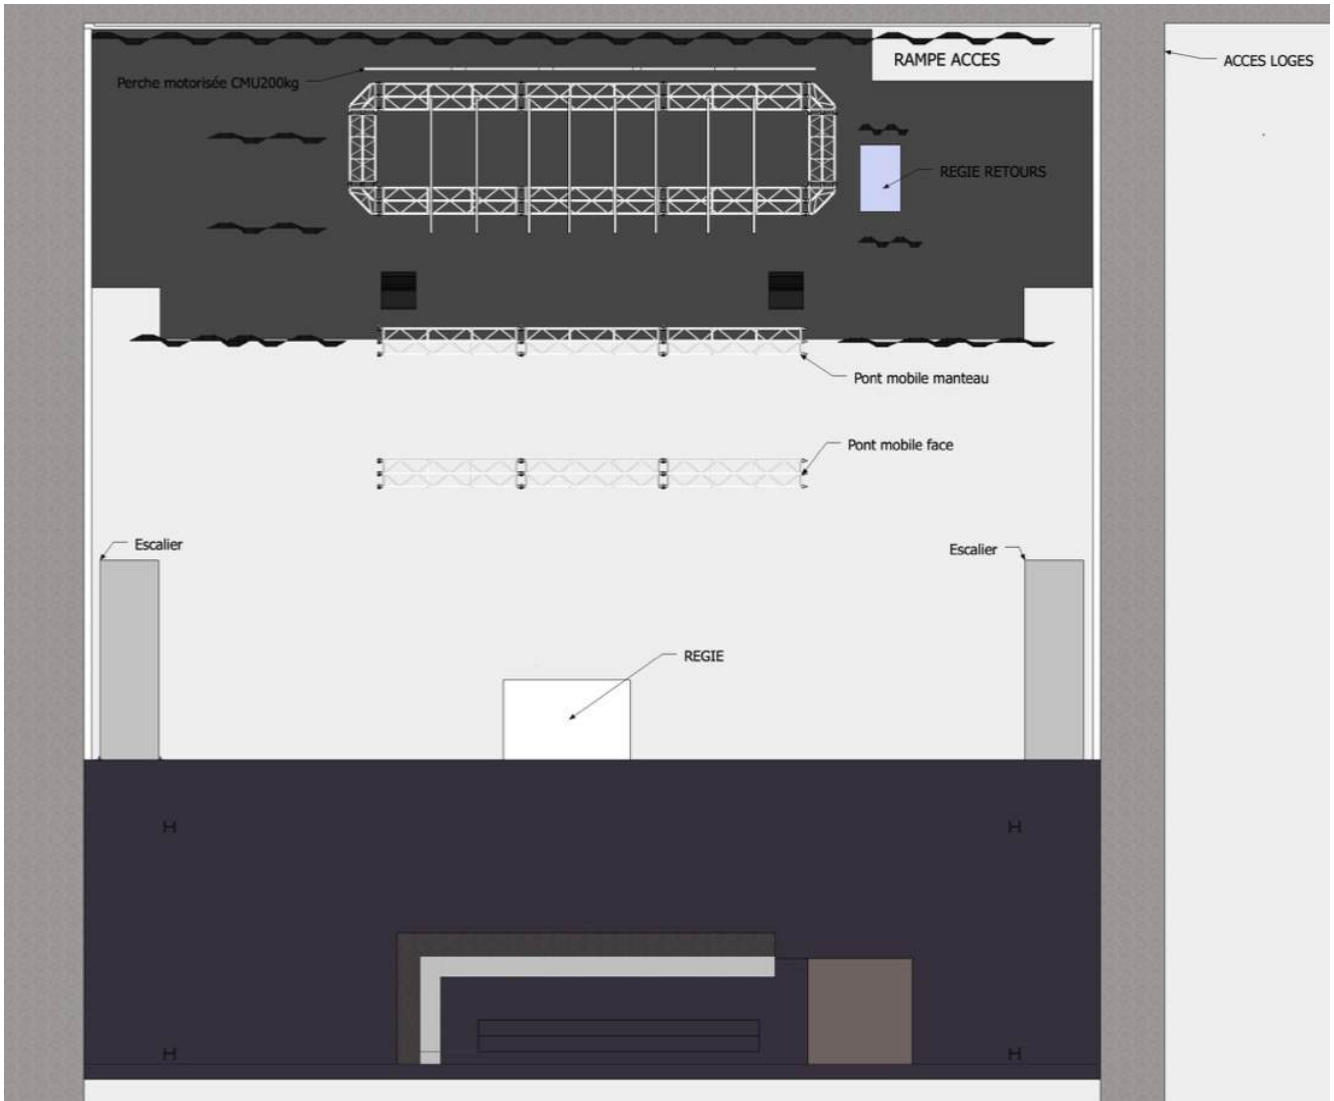 RAMPE ACCES
ACCES LOGES
Perche motorisée CMU200kg
REGIE RETOURS
Pont mobile manteau
Pont mobile face
Escalier
Escalier
REGIE